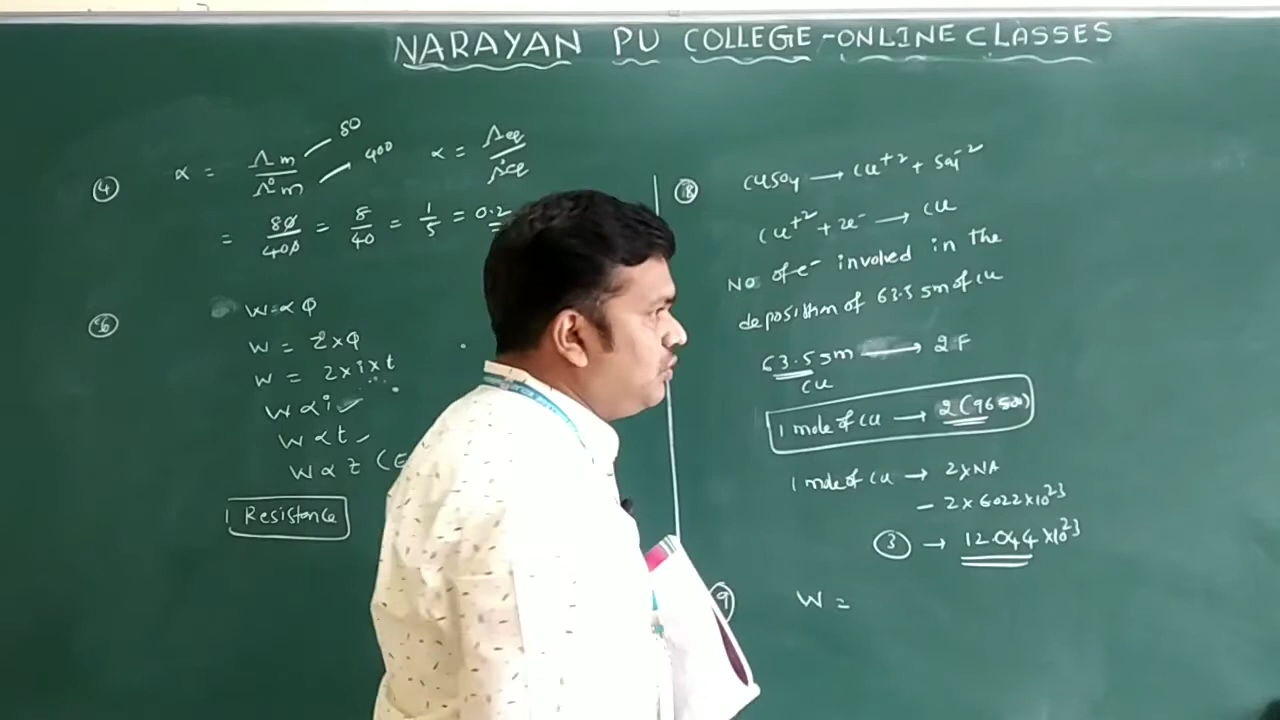 NARAYAN PU COLLEGE - ONLINE CLASSES
④ α = Λm / Λ°m 80 400 α = Λeq / Λ°eq
= 80/400 = 8/40 = 1/5 = 0.2
⑥ W ∝ Q
W = Z × Q
W = Z × i × t
W ∝ i ✓
W ∝ t ✓
W ∝ Z (E
Resistance
⑧ CuSO4 → Cu+2 + SO4-2
Cu+2 + 2e- → Cu
No of e- involved in the
deposition of 63.5 gm of Cu
63.5 gm → 2F
Cu
1 mole of Cu → 2(96500)
1 mole of Cu → 2×NA
- 2×6022×10^23
③ → 12.044×10^23
9 W =